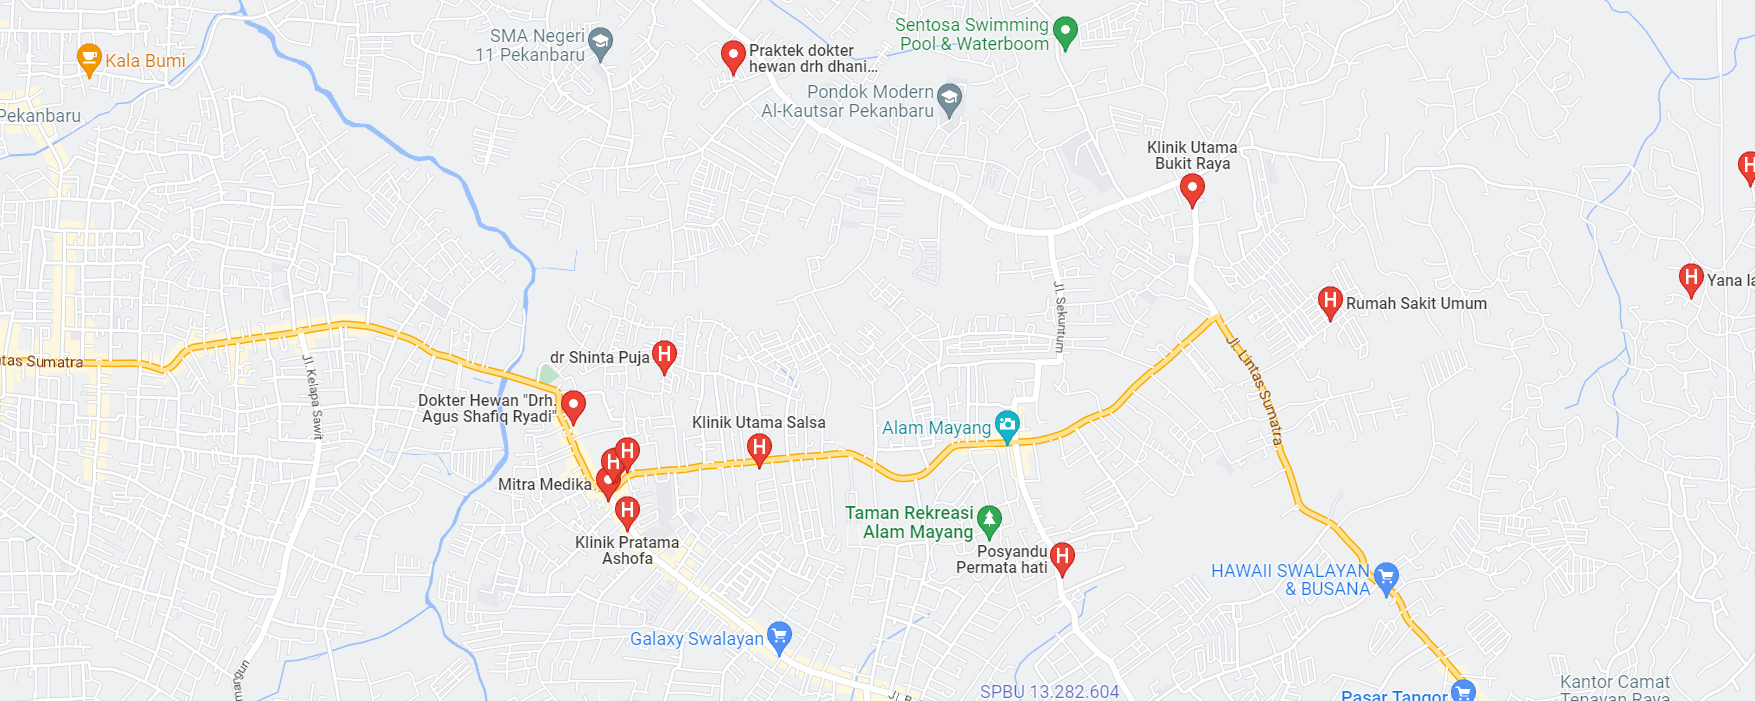 SMA Negeri
11 Pekanbaru
Kala Bumi
Pekanbaru
Praktek dokter
hewan drh dhani...
Sentosa Swimming
Pool & Waterboom
Pondok Modern
Al-Kautsar Pekanbaru
Klinik Utama
Bukit Raya
H
H
Yana
H
Rumah Sakit Umum
Jl. Sekuntum
Jl. Lintas Sumatra
tas Sumatra
Jl. Kelapa Sawit
dr Shinta Puja
H
Dokter Hewan "Drh.
Agus Shafiq Ryadi"
Klinik Utama Salsa
H
Alam Mayang
H
H
Mitra Medika
H
Klinik Pratama
Ashofa
Taman Rekreasi
Alam Mayang
Posyandu
Permata hati
H
HAWAII SWALAYAN
& BUSANA
Galaxy Swalayan
SPBU 13.282.604
Pasar Tangor
Kantor Camat
Tenayan Raya